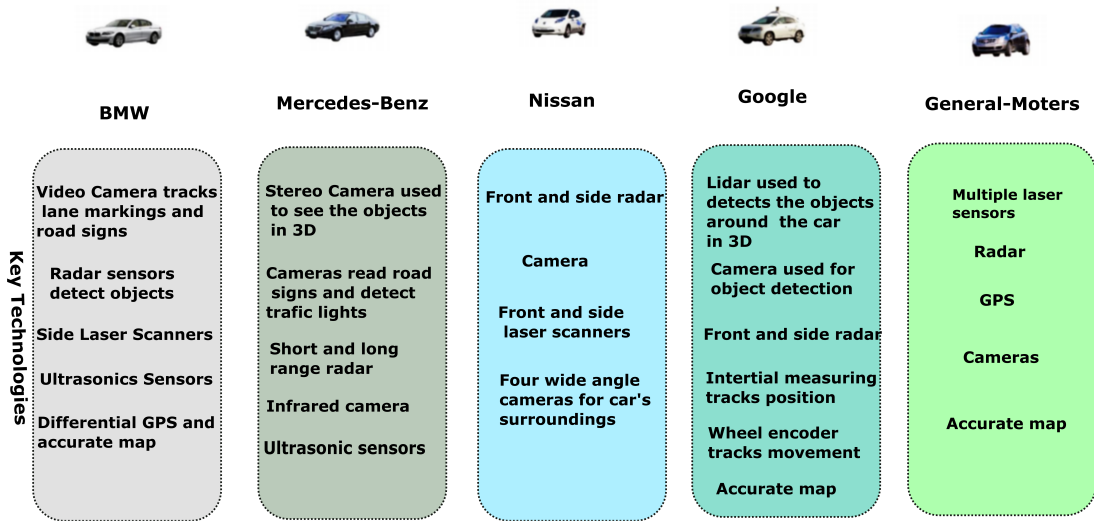 BMW
Mercedes-Benz
Nissan
Google
General-Moters
Key Technologies
Video Camera tracks
lane markings and
road signs
Radar sensors
detect objects
Side Laser Scanners
Ultrasonics Sensors
Differential GPS and
accurate map
Stereo Camera used
to see the objects
in 3D
Cameras read road
signs and detect
trafic lights
Short and long
range radar
Infrared camera
Ultrasonic sensors
Front and side radar
Camera
Front and side
laser scanners
Four wide angle
cameras for car's
surroundings
Lidar used to
detects the objects
around the car
in 3D
Camera used for
object detection
Front and side radar
Intertial measuring
tracks position
Wheel encoder
tracks movement
Accurate map
Multiple laser
sensors
Radar
GPS
Cameras
Accurate map